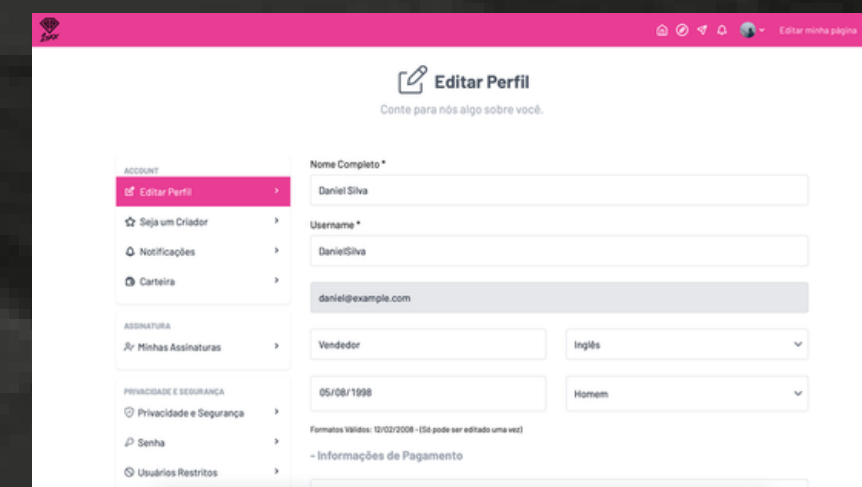 Editar minha página
Editar Perfil
Conte para nós algo sobre você.
ACCOUNT
Editar Perfil
Seja um Criador
Notificações
Carteira
ASSINATURA
Minhas Assinaturas
PRIVACIDADE E SEGURANÇA
Privacidade e Segurança
Senha
Usuários Restritos
Nome Completo *
Daniel Silva
Username *
DanielSilva
daniel@example.com
Vendedor
Inglês
05/08/1998
Homem
Formatos Válidos: 12/02/2008 - (Só pode ser editado uma vez)
- Informações de Pagamento